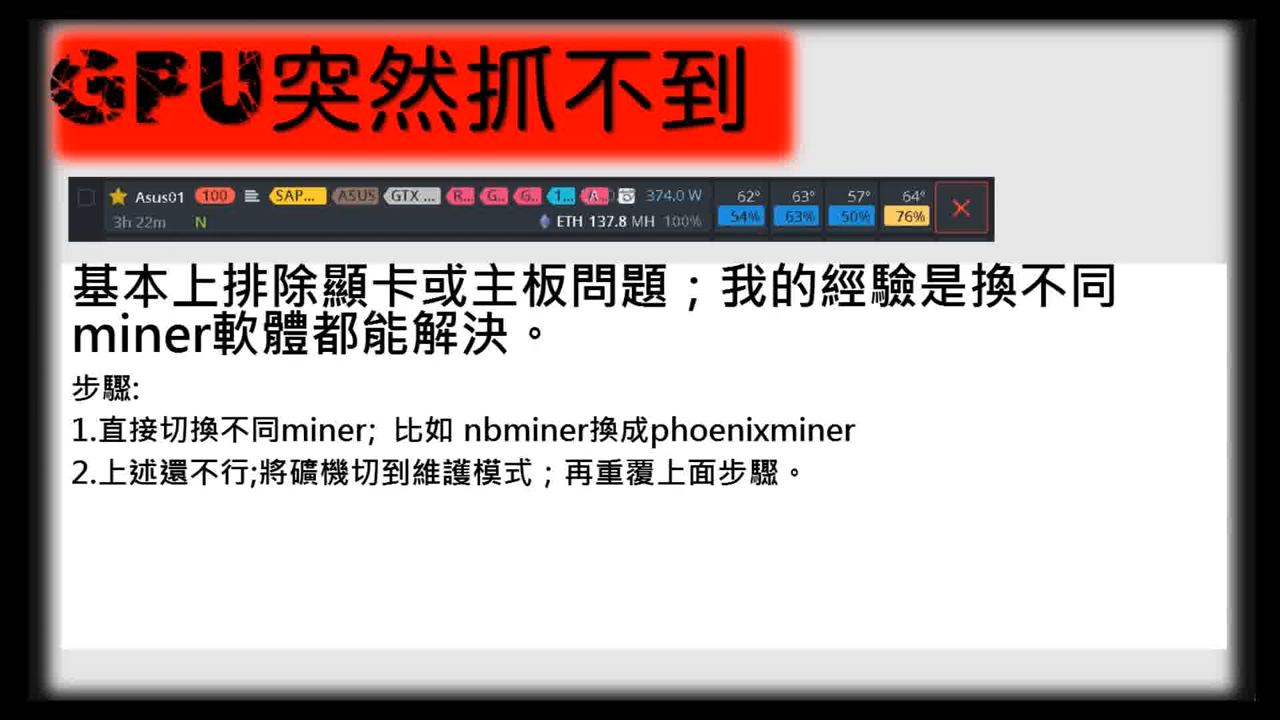 GPU突然抓不到
Asus01 100 SAP... ASUS GTX ... R... G... G... 1... A... 374.0 W 62° 63° 57° 64°
3h 22m N ETH 137.8 MH 100% 54% 63% 50% 76%
基本上排除顯卡或主板問題；我的經驗是換不同
miner軟體都能解決。
步驟:
1.直接切換不同miner; 比如 nbminer換成phoenixminer
2.上述還不行;將礦機切到維護模式；再重覆上面步驟。